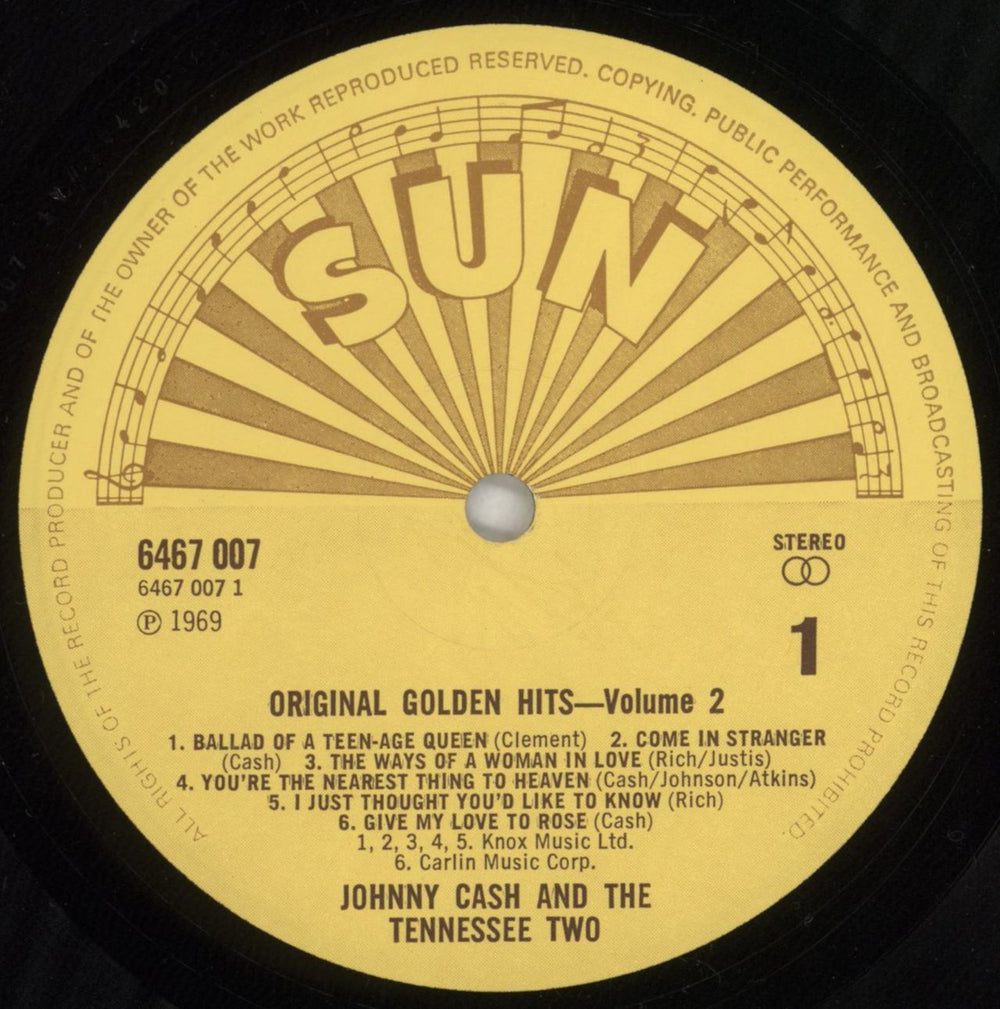 ALL RIGHTS OF THE RECORD PRODUCER AND OF THE OWNER OF THE WORK REPRODUCED RESERVED. COPYING. PUBLIC PERFORMANCE AND BROADCASTING OF THIS RECORD PROHIBITED.
SUN
6467 007
6467 007 1
Ⓟ 1969
STEREO
1
ORIGINAL GOLDEN HITS—Volume 2
1. BALLAD OF A TEEN-AGE QUEEN (Clement) 2. COME IN STRANGER
(Cash) 3. THE WAYS OF A WOMAN IN LOVE (Rich/Justis)
4. YOU'RE THE NEAREST THING TO HEAVEN (Cash/Johnson/Atkins)
5. I JUST THOUGHT YOU'D LIKE TO KNOW (Rich)
6. GIVE MY LOVE TO ROSE (Cash)
1, 2, 3, 4, 5. Knox Music Ltd.
6. Carlin Music Corp.
JOHNNY CASH AND THE
TENNESSEE TWO